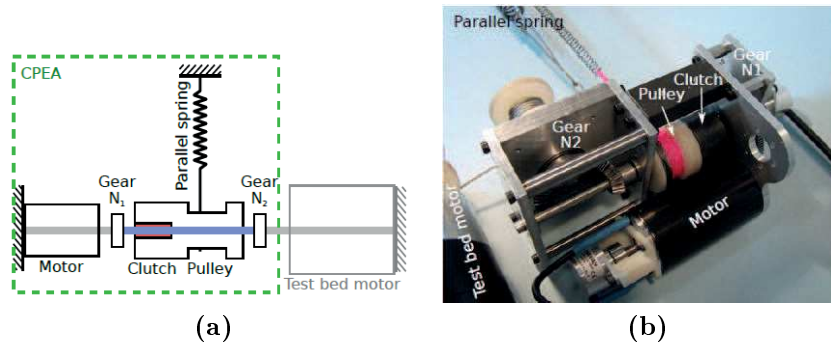 CPEA
Parallel spring
Gear
N1
Gear
N2
Motor
Clutch
Pulley
Test bed motor
(a)
Parallel spring
Gear
N1
Clutch
Pulley
Gear
N2
Motor
Test bed motor
(b)